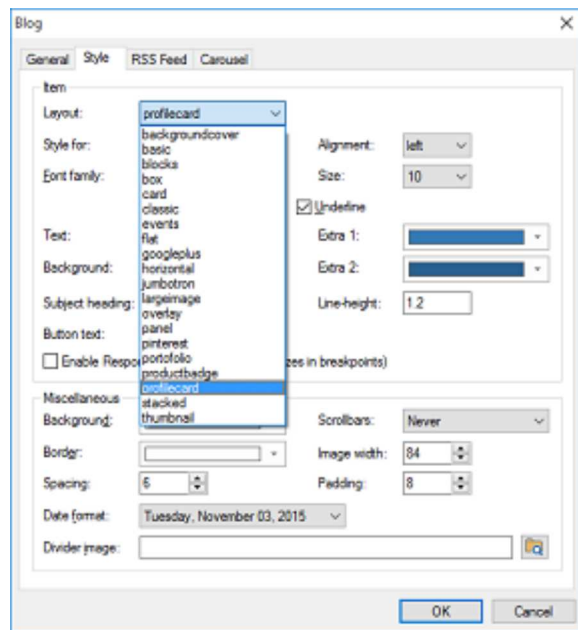 Blog
General Style RSS Feed Carousel
Item
Layout: profilecard
backgroundcover
Style for: basic Alignment: left
blocks
Font family: box Size: 10
card
classic Underline
events
Text: flat Extra 1:
googleplus
Background: horizontal Extra 2:
jumbotron
Subject heading: largeimage Line-height: 1.2
overlay
Button text: panel
pinterest
Enable Respo portofolio zes in breakpoints)
productbadge
profilecard
Miscellaneous stacked
Background: thumbnail Scrollbars: Never
Border: Image width: 84
Spacing: 6 Padding: 8
Date format: Tuesday, November 03, 2015
Divider image:
OK Cancel